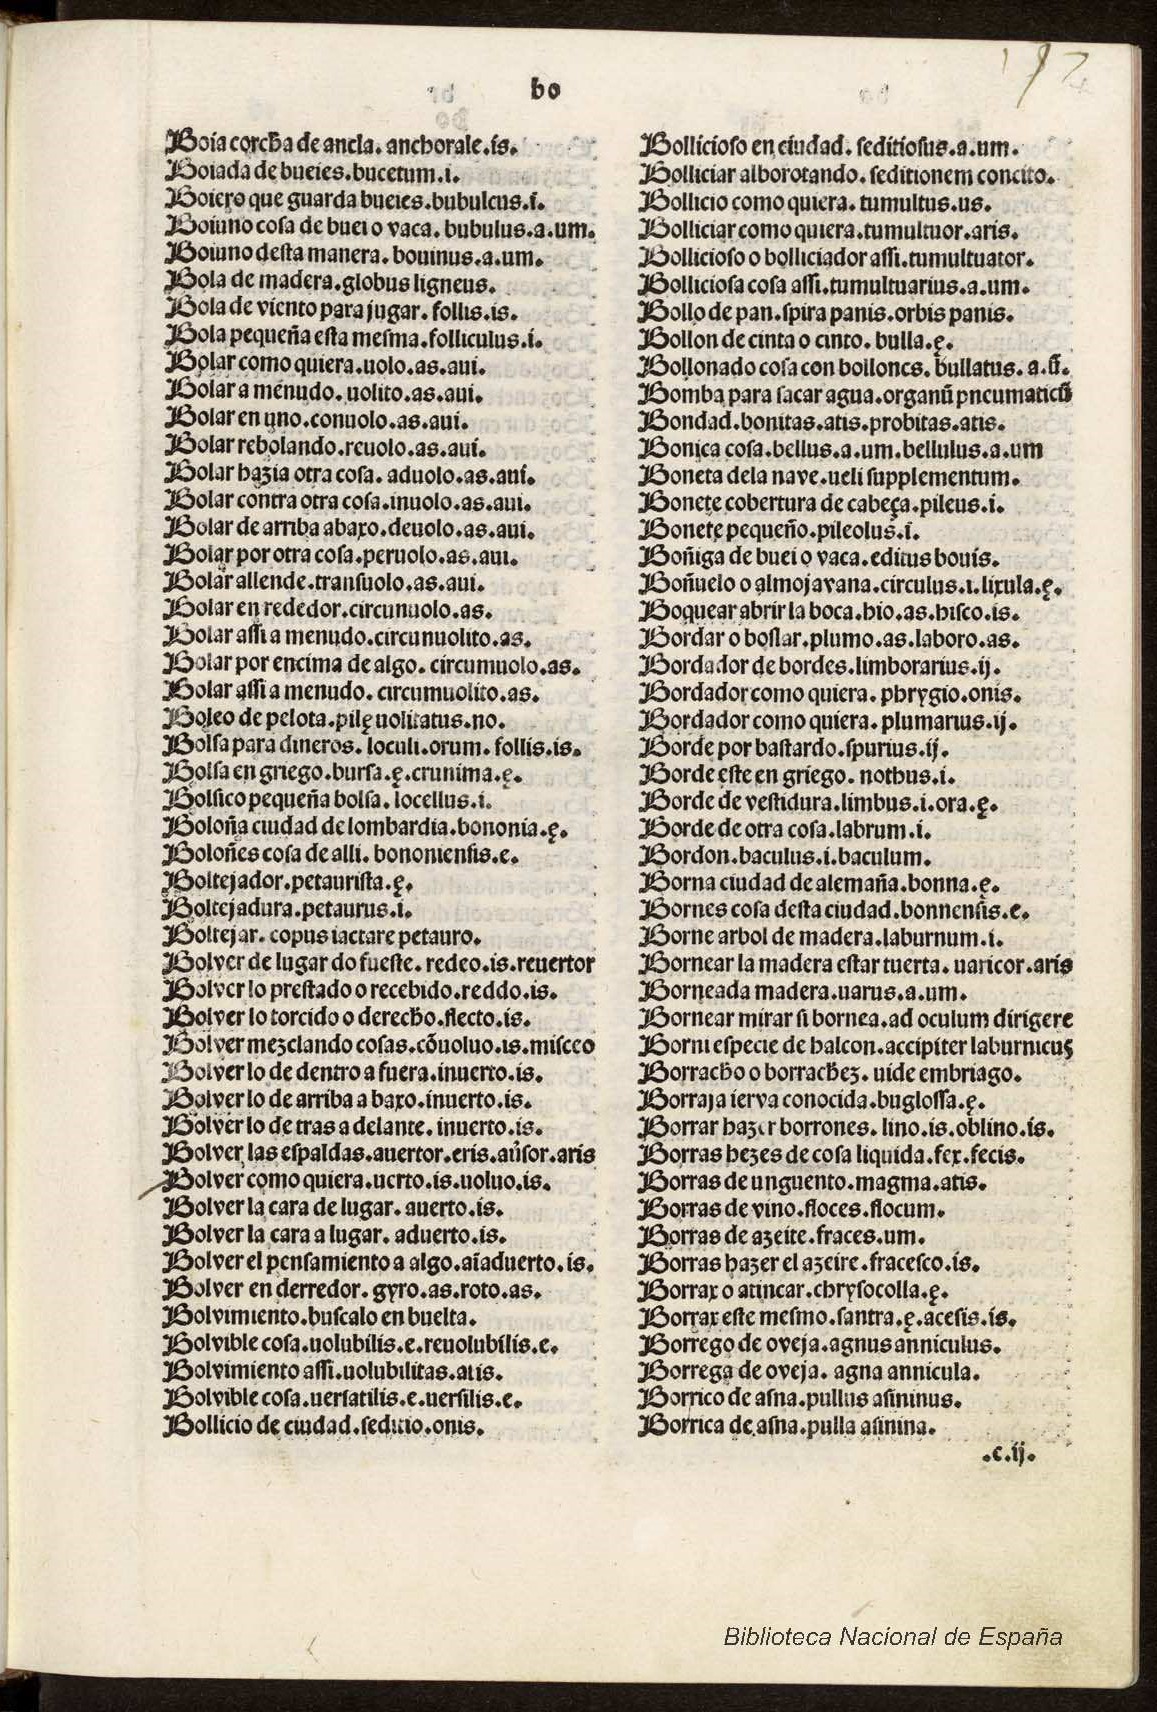 bo
Boia corcha de ancla. anchorale.is.
Boiada de bueies.bucetum.i.
Boiero que guarda bueies.bubulcus.i.
Boiuno cosa de buei o vaca. bubulus.a.um.
Boiuno desta manera. bouinus.a.um.
Bola de madera.globus ligneus.
Bola de viento para jugar. follis.is.
Bola pequeña esta mesma.folliculus.i.
Bolar como quiera.uolo.as.aui.
Bolar a menudo. uolito.as.aui.
Bolar en uno.conuolo.as.aui.
Bolar rebolando.reuolo.as.aui.
Bolar hazia otra cosa. aduolo.as.aui.
Bolar contra otra cosa.inuolo.as.aui.
Bolar de arriba abaxo.deuolo.as.aui.
Bolar por otra cosa.peruolo.as.aui.
Bolar allende.transuolo.as.aui.
Bolar en rededor.circunuolo.as.
Bolar assi a menudo.circunuolito.as.
Bolar por encima de algo. circumuolo.as.
Bolar assi a menudo. circumuolito.as.
Boleo de pelota.pilę uolitatus.no.
Bolsa para dineros. loculi.orum. follis.is.
Bolsa en griego.bursa.ę.crunima.ę.
Bolsico pequeña bolsa. locellus.i.
Boloña ciudad de lombardia.bononia.ę.
Boloñes cosa de alli. bononiensis.e.
Boltejador.petaurista.ę.
Boltejadura.petaurus.i.
Boltejar. copus iactare petauro.
Bolver de lugar do fueste. redeo.is.reuertor
Bolver lo prestado o recebido.reddo.is.
Bolver lo torcido o derecho.flecto.is.
Bolver mezclando cosas.cõuoluo.is.misceo
Bolver lo de dentro a fuera.inuerto.is.
Bolver lo de arriba a baxo.inuerto.is.
Bolver lo de tras a delante. inuerto.is.
Bolver las espaldas.auertor.eris.aũsor.aris
Bolver como quiera.uerto.is.uoluo.is.
Bolver la cara de lugar. auerto.is.
Bolver la cara a lugar. aduerto.is.
Bolver el pensamiento a algo.aĩaduerto.is.
Bolver en derredor. gyro.as.roto.as.
Bolvimiento.buscalo en buelta.
Bolvible cosa.uolubilis.e.reuolubilis.e.
Bolvimiento assi.uolubilitas.atis.
Bolvible cosa.uersatilis.e.uersilis.e.
Bollicio de ciudad.seditio.onis.
Bollicioso en ciudad. seditiosus.a.um.
Bolliciar alborotando. seditionem concito.
Bollicio como quiera. tumultus.us.
Bolliciar como quiera.tumultuor.aris.
Bollicioso o bolliciador assi.tumultuator.
Bolliciosa cosa assi.tumultuarius.a.um.
Bollo de pan.spira panis.orbis panis.
Bollon de cinta o cinto. bulla.ę.
Bollonado cosa con bollones. bullatus. a.ũ.
Bomba para sacar agua.organũ pneumaticũ
Bondad.bonitas.atis.probitas.atis.
Bonica cosa.bellus.a.um.bellulus.a.um
Boneta dela nave.ueli supplementum.
Bonete cobertura de cabeça.pileus.i.
Bonete pequeño.pileolus.i.
Boñiga de buei o vaca.editus bouis.
Boñuelo o almojavana.circulus.i.lixula.ę.
Boquear abrir la boca.hio.as.hisco.is.
Bordar o boslar.plumo.as.laboro.as.
Bordador de bordes.limborarius.ij.
Bordador como quiera. phrygio.onis.
Bordador como quiera. plumarius.ij.
Borde por bastardo.spurius.ij.
Borde este en griego. nothus.i.
Borde de vestidura.limbus.i.ora.ę.
Borde de otra cosa.labrum.i.
Bordon.baculus.i.baculum.
Borna ciudad de alemaña.bonna.ę.
Bornes cosa desta ciudad.bonnensis.e.
Borne arbol de madera.laburnum.i.
Bornear la madera estar tuerta. uaricor.aris
Borneada madera.uarus.a.um.
Bornear mirar si bornea.ad oculum dirigere
Borni especie de halcon.accipiter laburnicus
Borracho o borrachez. uide embriago.
Borraja ierva conocida.buglossa.ę.
Borrar hazer borrones. lino.is.oblino.is.
Borras hezes de cosa liquida.fex.fecis.
Borras de unguento.magma.atis.
Borras de vino.floces.flocum.
Borras de azeite.fraces.um.
Borras hazer el azeite.fracesco.is.
Borrax o atincar.chrysocolla.ę.
Borrax este mesmo.santra.ę.acesis.is.
Borrego de oveja.agnus anniculus.
Borrega de oveja. agna annicula.
Borrico de asna.pullus asininus.
Borrica de asna.pulla asinina.
.c.ij.
Biblioteca Nacional de España